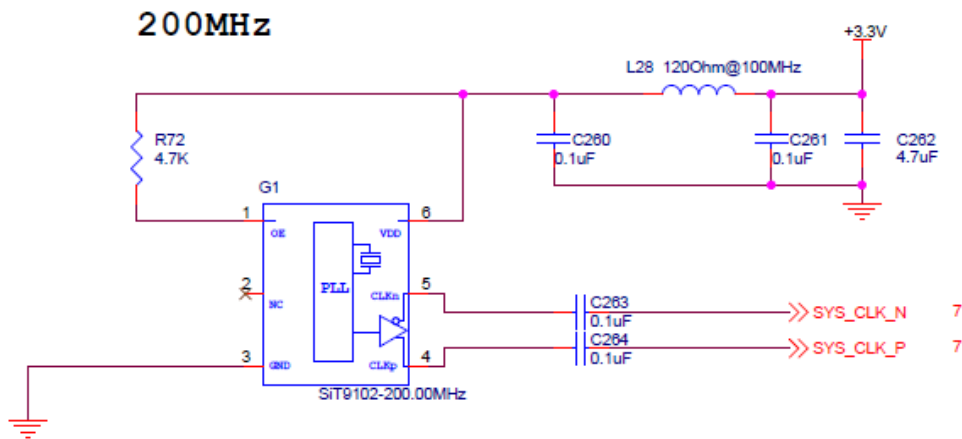 200MHz
+3.3V
L28 120Ohm@100MHz
R72
4.7K
C260
0.1uF
C261
0.1uF
C262
4.7uF
G1
1
6
OE
VDD
2
5
NC
PLL
CLKn
3
4
GND
CLKp
SiT9102-200.00MHz
C263
0.1uF
SYS_CLK_N 7
C264
0.1uF
SYS_CLK_P 7